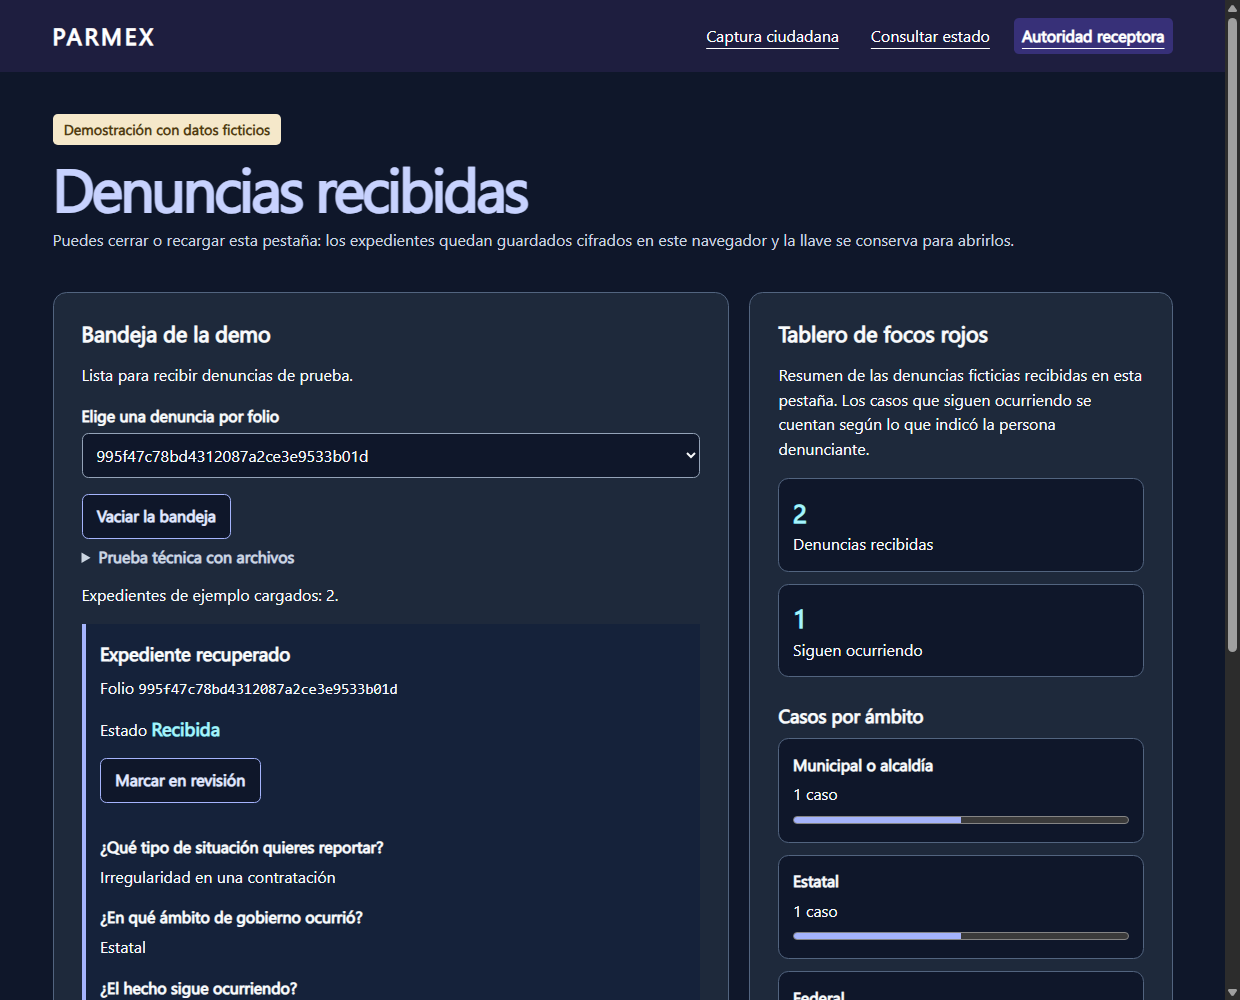 PARMEX
Captura ciudadana
Consultar estado
Autoridad receptora
Demostración con datos ficticios
Denuncias recibidas
Puedes cerrar o recargar esta pestaña: los expedientes quedan guardados cifrados en este navegador y la llave se conserva para abrirlos.
Bandeja de la demo
Lista para recibir denuncias de prueba.
Elige una denuncia por folio
995f47c78bd4312087a2ce3e9533b01d
Vaciar la bandeja
Prueba técnica con archivos
Expedientes de ejemplo cargados: 2.
Expediente recuperado
Folio 995f47c78bd4312087a2ce3e9533b01d
Estado Recibida
Marcar en revisión
¿Qué tipo de situación quieres reportar?
Irregularidad en una contratación
¿En qué ámbito de gobierno ocurrió?
Estatal
¿El hecho sigue ocurriendo?
Tablero de focos rojos
Resumen de las denuncias ficticias recibidas en esta
pestaña. Los casos que siguen ocurriendo se
cuentan según lo que indicó la persona
denunciante.
2
Denuncias recibidas
1
Siguen ocurriendo
Casos por ámbito
Municipal o alcaldía
1 caso
Estatal
1 caso
Federal